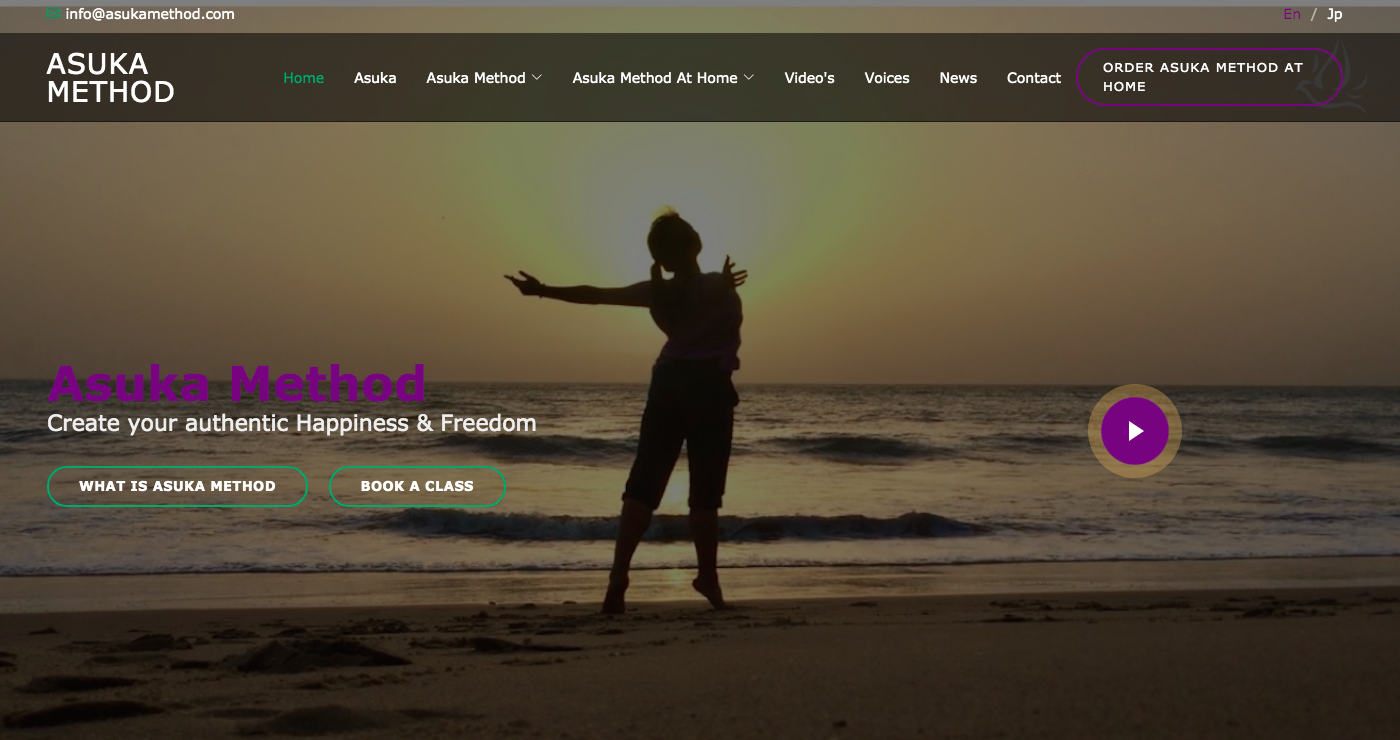 info@asukamethod.com
En / Jp
ASUKA
METHOD
Home
Asuka
Asuka Method
Asuka Method At Home
Video's
Voices
News
Contact
ORDER ASUKA METHOD AT
HOME
Asuka Method
Create your authentic Happiness & Freedom
WHAT IS ASUKA METHOD
BOOK A CLASS